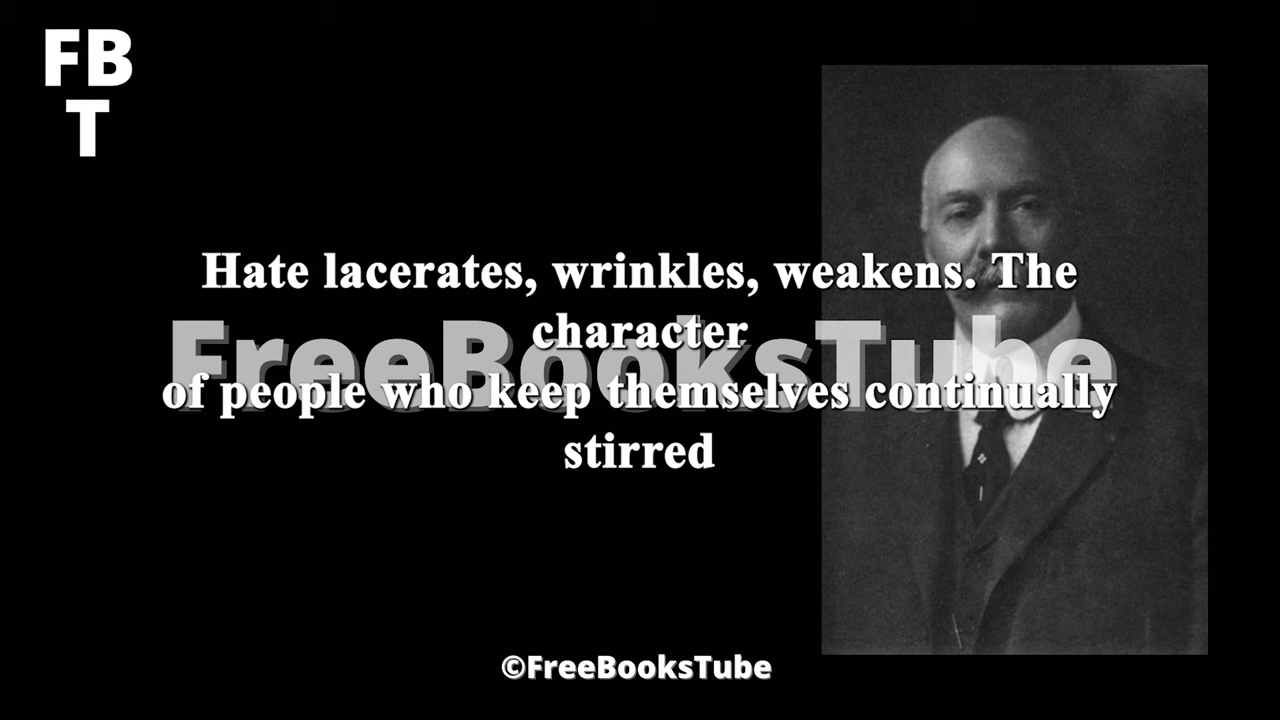 FB
T
Hate lacerates, wrinkles, weakens. The
character
FreeBooksTube
of people who keep themselves continually
stirred
©FreeBooksTube